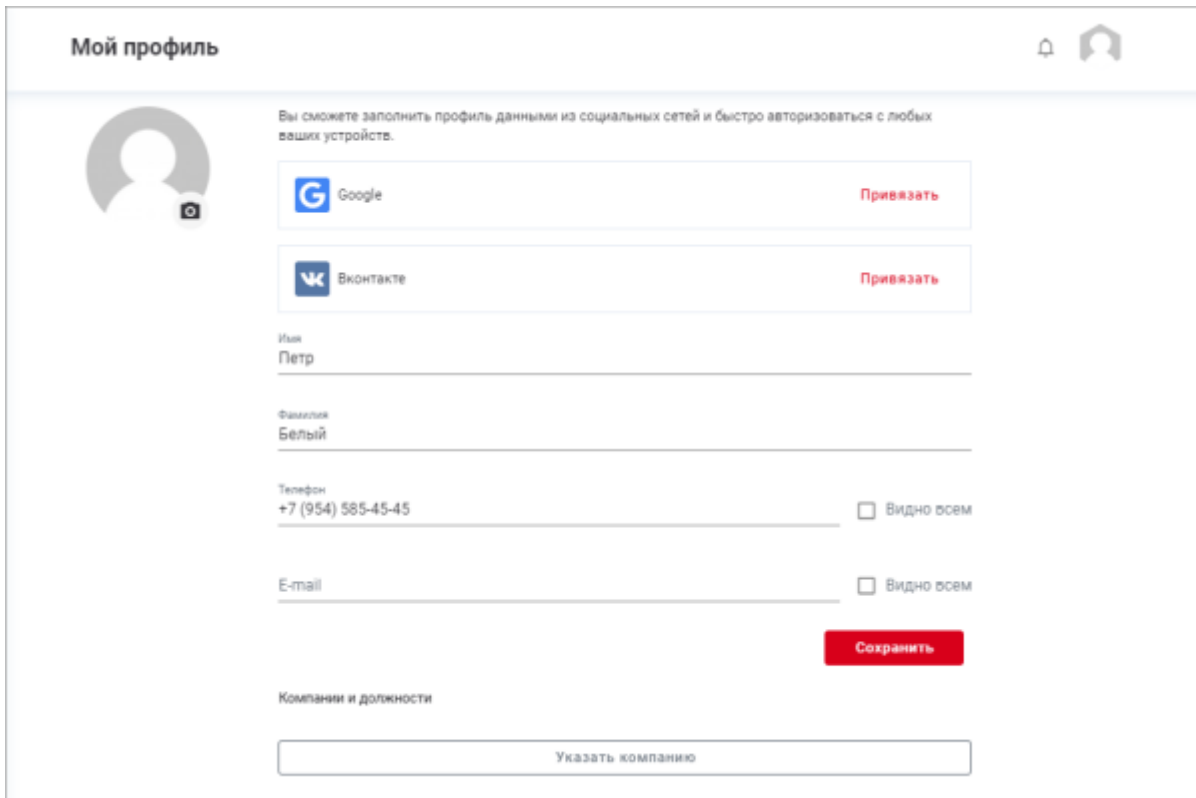 Мой профиль
Вы сможете заполнить профиль данными из социальных сетей и быстро авторизоваться с любых
ваших устройств.
G Google Привязать
VK Вконтакте Привязать
Имя
Петр
Фамилия
Белый
Телефон
+7 (954) 585-45-45 Видно всем
E-mail Видно всем
Сохранить
Компании и должности
Указать компанию